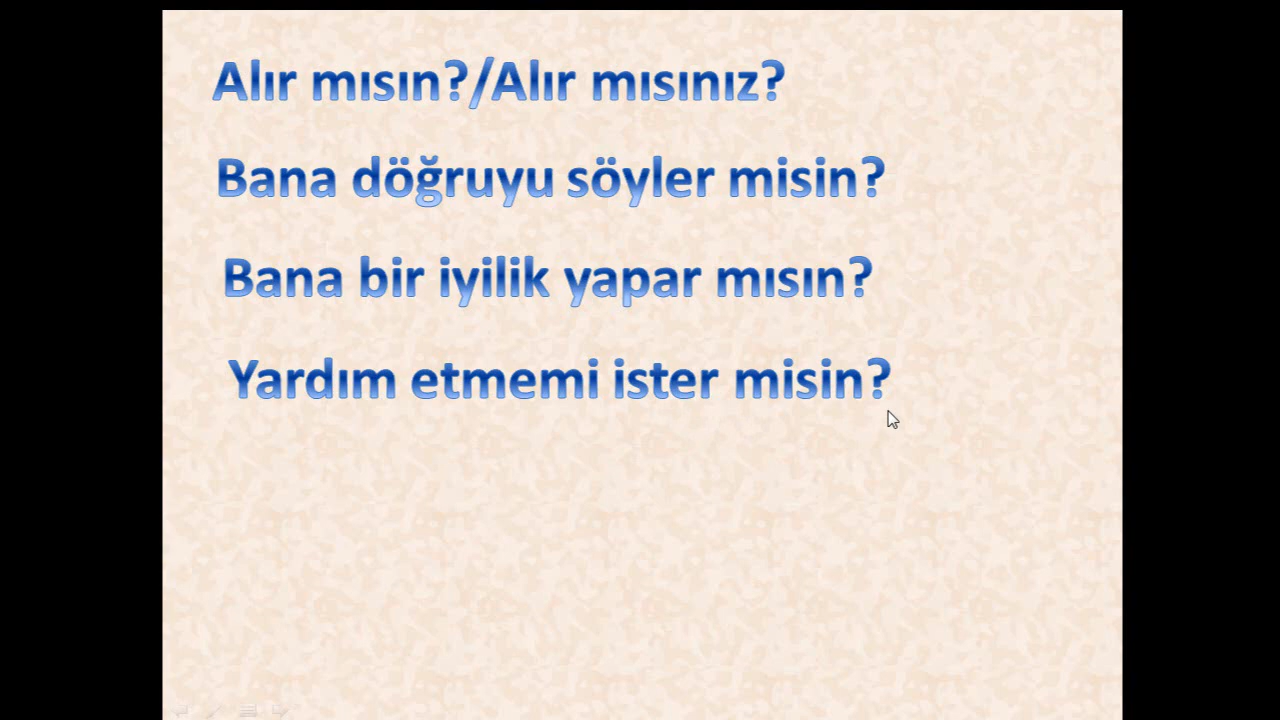 Alır mısın?/Alır mısınız?
Bana döğruyu söyler misin?
Bana bir iyilik yapar mısın?
Yardım etmemi ister misin?